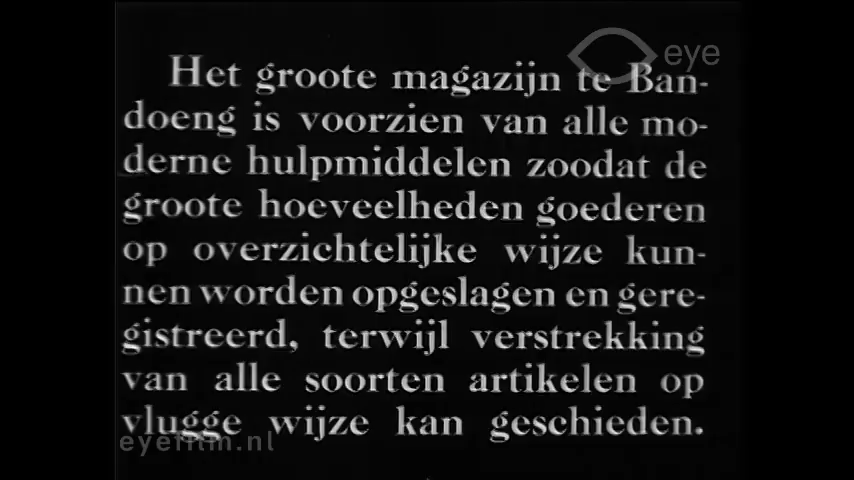 eye
Het groote magazijn te Ban-
doeng is voorzien van alle mo-
derne hulpmiddelen zoodat de
groote hoeveelheden goederen
op overzichtelijke wijze kun-
nen worden opgeslagen en gere-
gistreerd, terwijl verstrekking
van alle soorten artikelen op
vlugge wijze kan geschieden.
eyefilm.nl